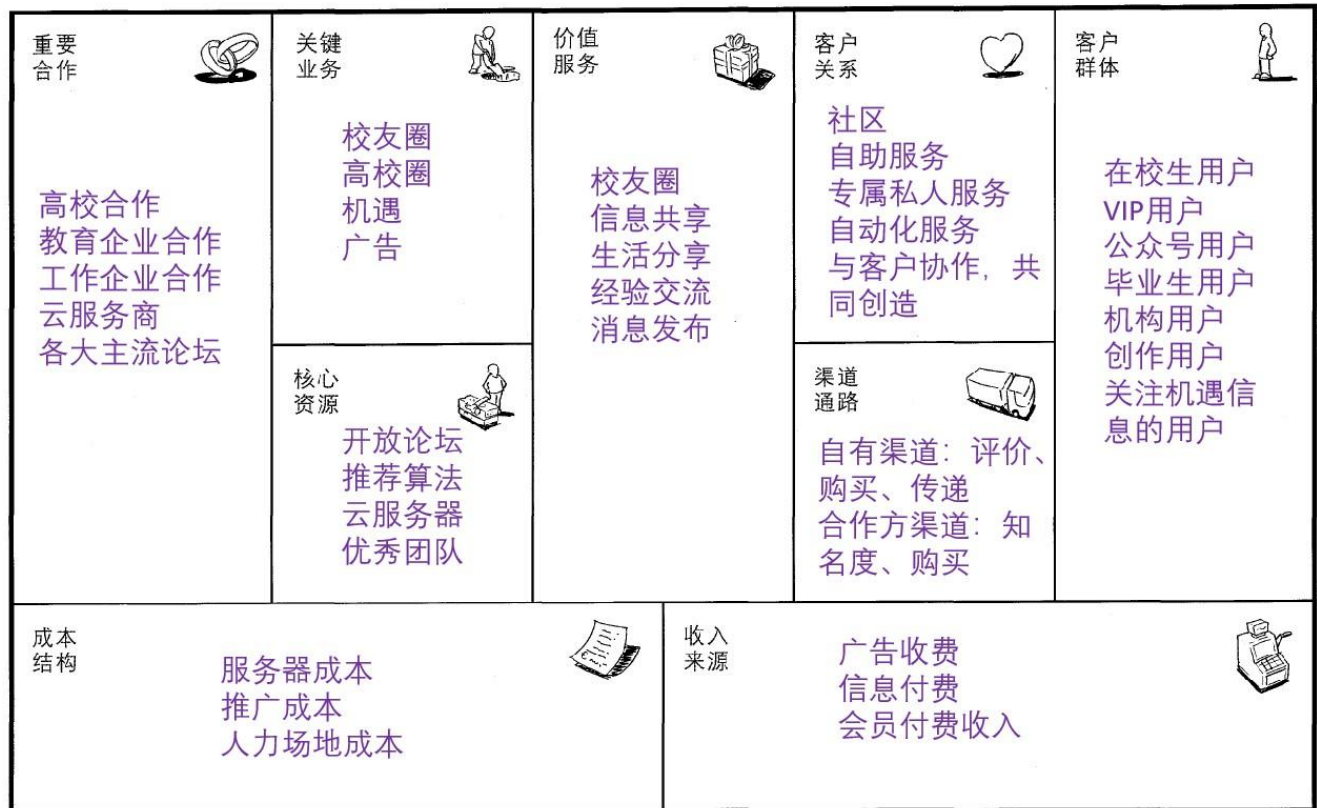 重要
合作
高校合作
教育企业合作
工作企业合作
云服务商
各大主流论坛
关键
业务
校友圈
高校圈
机遇
广告
核心
资源
开放论坛
推荐算法
云服务器
优秀团队
价值
服务
校友圈
信息共享
生活分享
经验交流
消息发布
客户
关系
社区
自助服务
专属私人服务
自动化服务
与客户协作，共
同创造
渠道
通路
自有渠道：评价、
购买、传递
合作方渠道：知
名度、购买
客户
群体
在校生用户
VIP用户
公众号用户
毕业生用户
机构用户
创作用户
关注机遇信
息的用户
成本
结构
服务器成本
推广成本
人力场地成本
收入
来源
广告收费
信息付费
会员付费收入